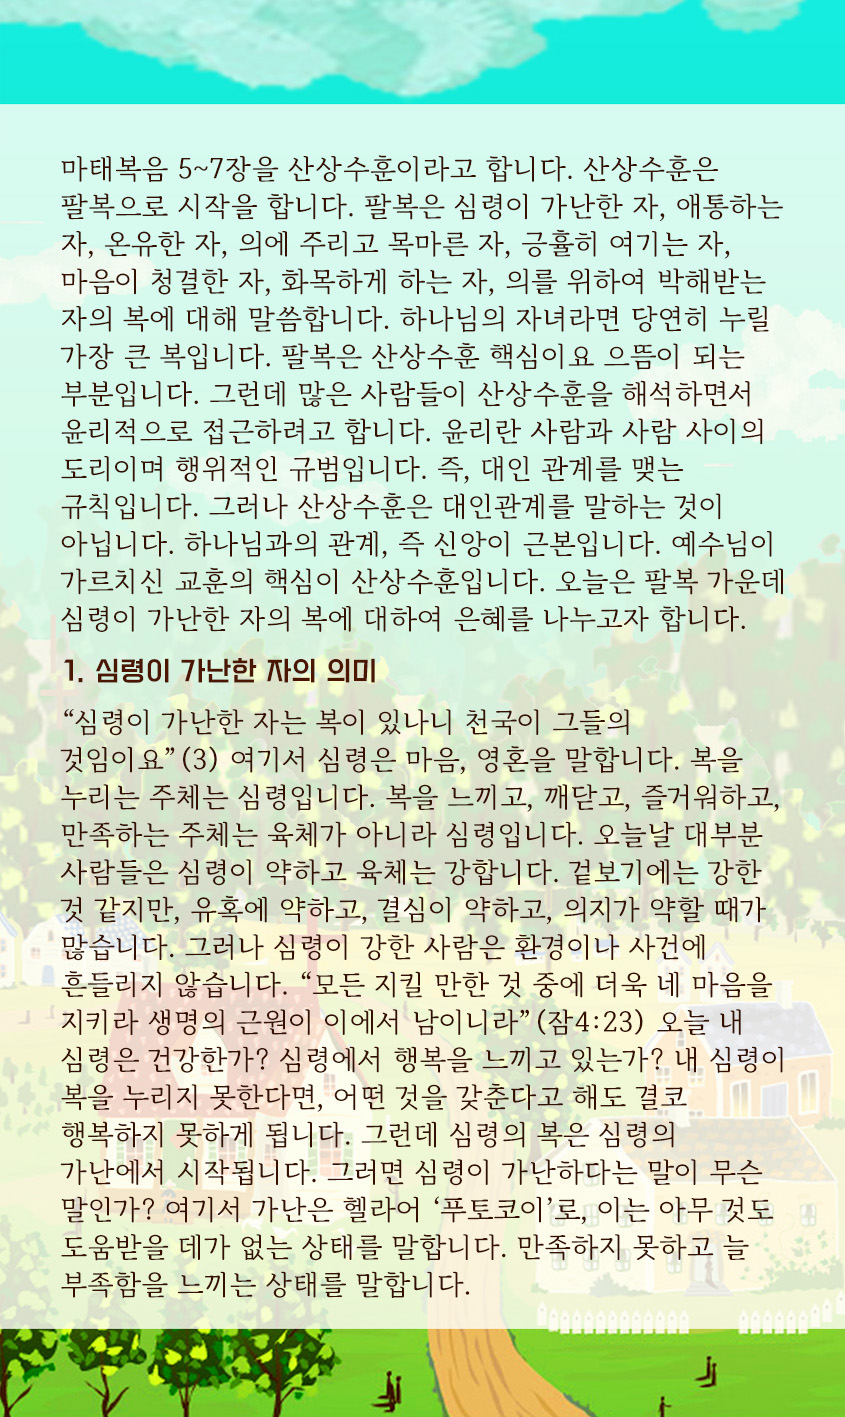 마태복음 5~7장을 산상수훈이라고 합니다. 산상수훈은
팔복으로 시작을 합니다. 팔복은 심령이 가난한 자, 애통하는
자, 온유한 자, 의에 주리고 목마른 자, 긍휼히 여기는 자,
마음이 청결한 자, 화목하게 하는 자, 의를 위하여 박해받는
자의 복에 대해 말씀합니다. 하나님의 자녀라면 당연히 누릴
가장 큰 복입니다. 팔복은 산상수훈 핵심이요 으뜸이 되는
부분입니다. 그런데 많은 사람들이 산상수훈을 해석하면서
윤리적으로 접근하려고 합니다. 윤리란 사람과 사람 사이의
도리이며 행위적인 규범입니다. 즉, 대인 관계를 맺는
규칙입니다. 그러나 산상수훈은 대인관계를 말하는 것이
아닙니다. 하나님과의 관계, 즉 신앙이 근본입니다. 예수님이
가르치신 교훈의 핵심이 산상수훈입니다. 오늘은 팔복 가운데
심령이 가난한 자의 복에 대하여 은혜를 나누고자 합니다.
1. 심령이 가난한 자의 의미
“심령이 가난한 자는 복이 있나니 천국이 그들의
것임이요”(3) 여기서 심령은 마음, 영혼을 말합니다. 복을
누리는 주체는 심령입니다. 복을 느끼고, 깨닫고, 즐거워하고,
만족하는 주체는 육체가 아니라 심령입니다. 오늘날 대부분
사람들은 심령이 약하고 육체는 강합니다. 겉보기에는 강한
것 같지만, 유혹에 약하고, 결심이 약하고, 의지가 약할 때가
많습니다. 그러나 심령이 강한 사람은 환경이나 사건에
흔들리지 않습니다. “모든 지킬 만한 것 중에 더욱 네 마음을
지키라 생명의 근원이 이에서 남이니라”(잠4:23) 오늘 내
심령은 건강한가? 심령에서 행복을 느끼고 있는가? 내 심령이
복을 누리지 못한다면, 어떤 것을 갖춘다고 해도 결코
행복하지 못하게 됩니다. 그런데 심령의 복은 심령의
가난에서 시작됩니다. 그러면 심령이 가난하다는 말이 무슨
말인가? 여기서 가난은 헬라어 ‘푸토코이’로, 이는 아무 것도
도움받을 데가 없는 상태를 말합니다. 만족하지 못하고 늘
부족함을 느끼는 상태를 말합니다.